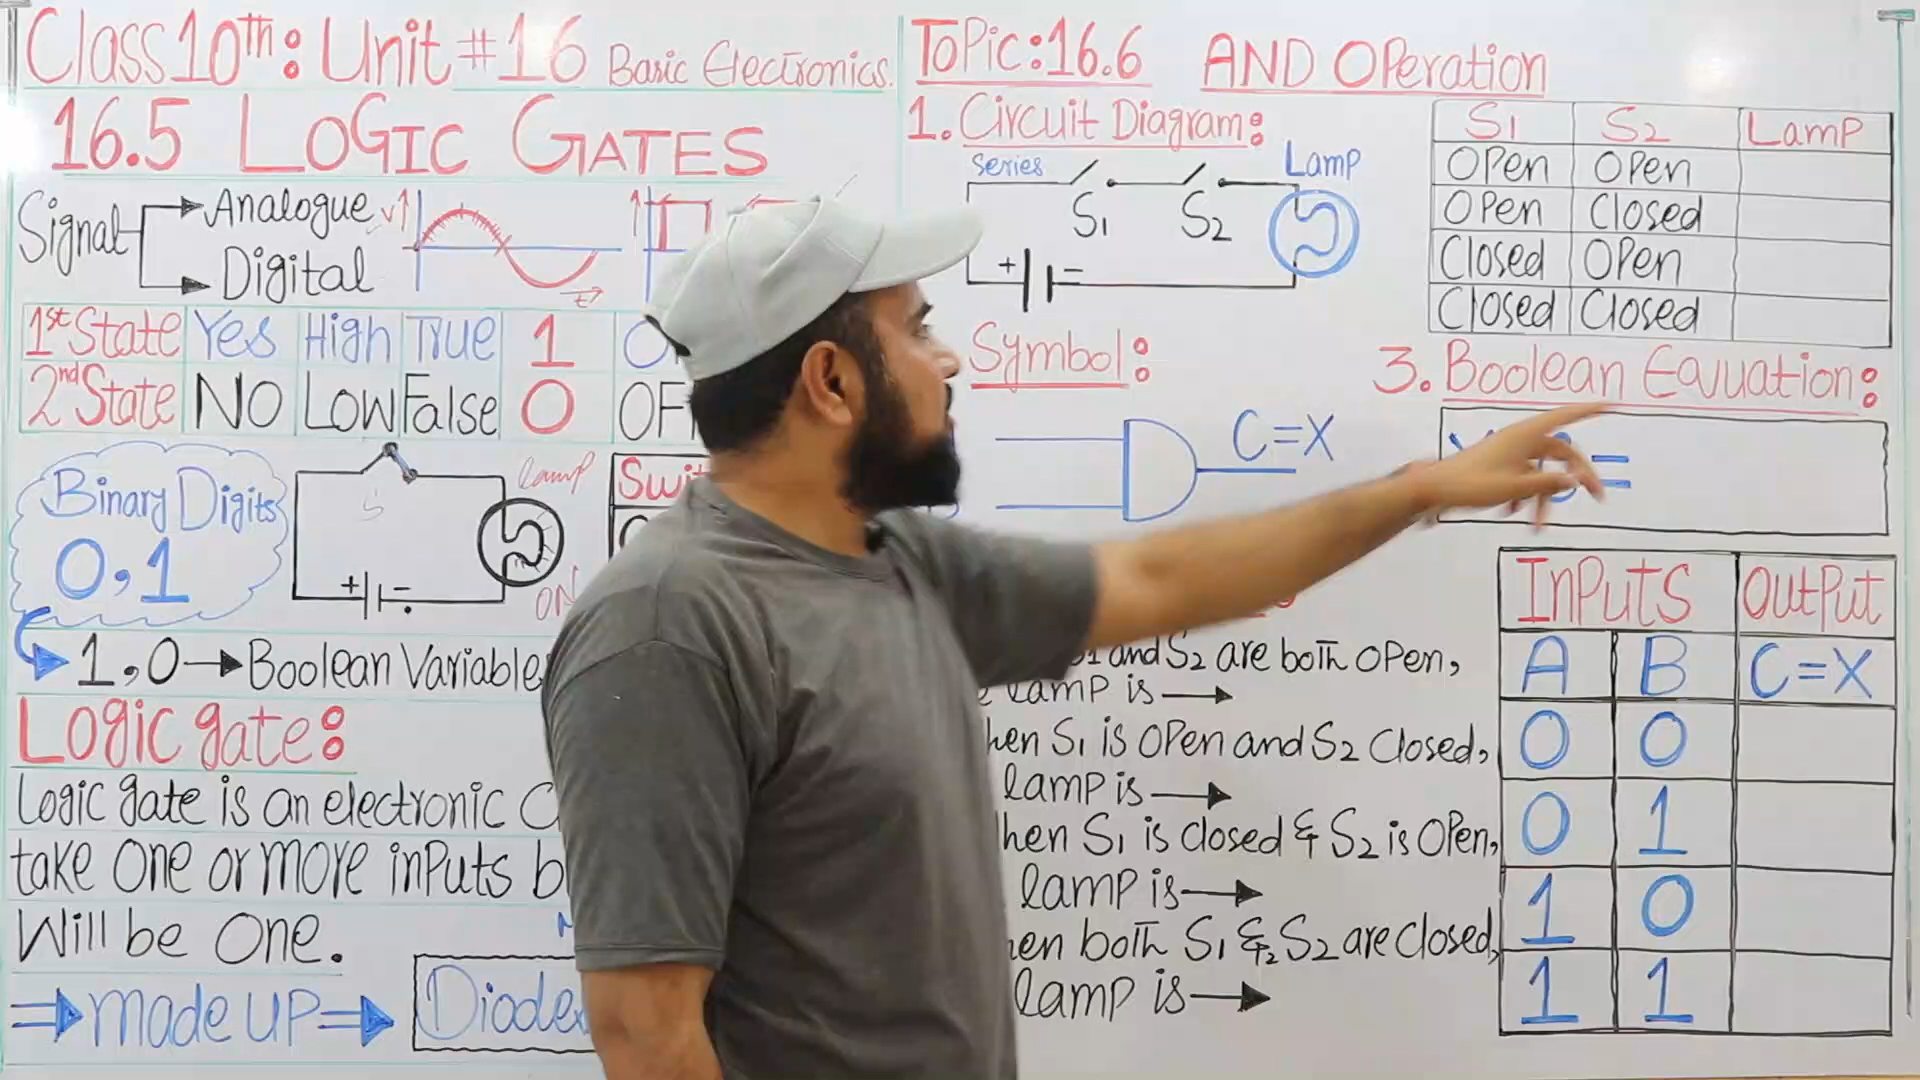 Class 10th: Unit #16 Basic Electronics.
16.5 LOGIC GATES
Signal
Analogue
Digital
V
t
1st State Yes High True 1
2nd State NO Low False 0
Binary Digits
0,1
S
+ -
lamp
ON
1,0 → Boolean Variable
Logic gate:
Logic gate is an electronic
take one or more inputs
Will be one.
⇒ made up ⇒
Topic:16.6 AND Operation
1. Circuit Diagram:
series
Lamp
S1 S2
+ -
S1 S2 Lamp
Open Open
Open Closed
Closed Open
Closed Closed
Symbol:
C=X
3. Boolean Eauuation:
=
and S2 are both open,
lamp is →
S1 is open and S2 Closed,
lamp is →
S1 is closed & S2 is open,
lamp is →
both S1 & S2 are closed,
lamp is →
Inputs Output
A B C=X
0 0
0 1
1 0
1 1